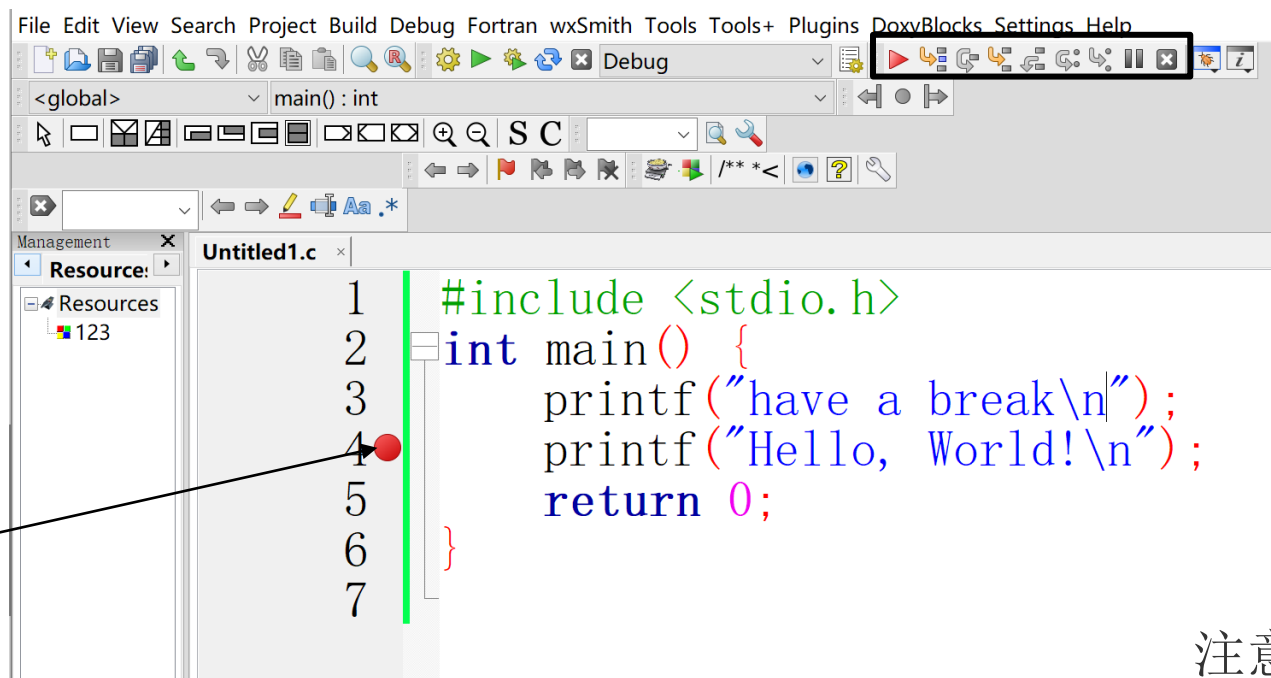 File Edit View Search Project Build Debug Fortran wxSmith Tools Tools+ Plugins DoxyBlocks Settings Help
Debug
<global> main() : int
S C
/** *<
Aa .*
Management
Untitled1.c
Resources
123
1 #include <stdio.h>
2 int main() {
3 printf("have a break\n");
4 printf("Hello, World!\n");
5 return 0;
6 }
7
注